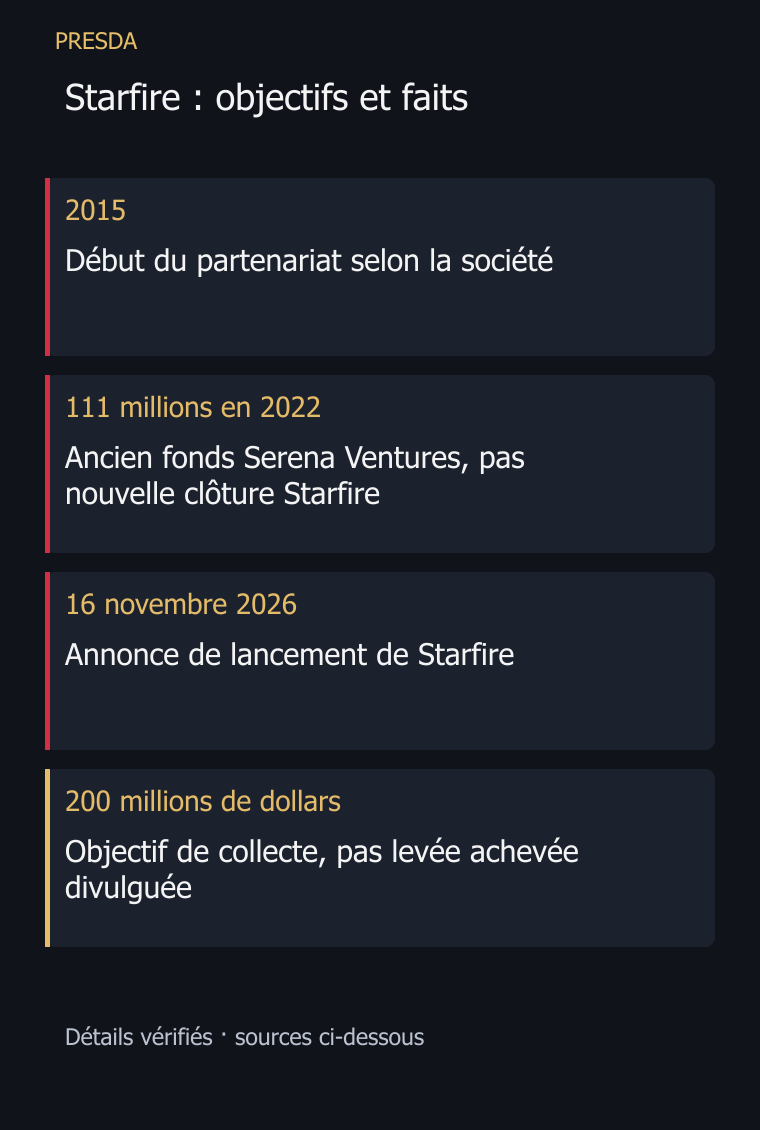 PRESDA
Starfire : objectifs et faits
2015
Début du partenariat selon la société
111 millions en 2022
Ancien fonds Serena Ventures, pas
nouvelle clôture Starfire
16 novembre 2026
Annonce de lancement de Starfire
200 millions de dollars
Objectif de collecte, pas levée achevée
divulguée
Détails vérifiés · sources ci-dessous